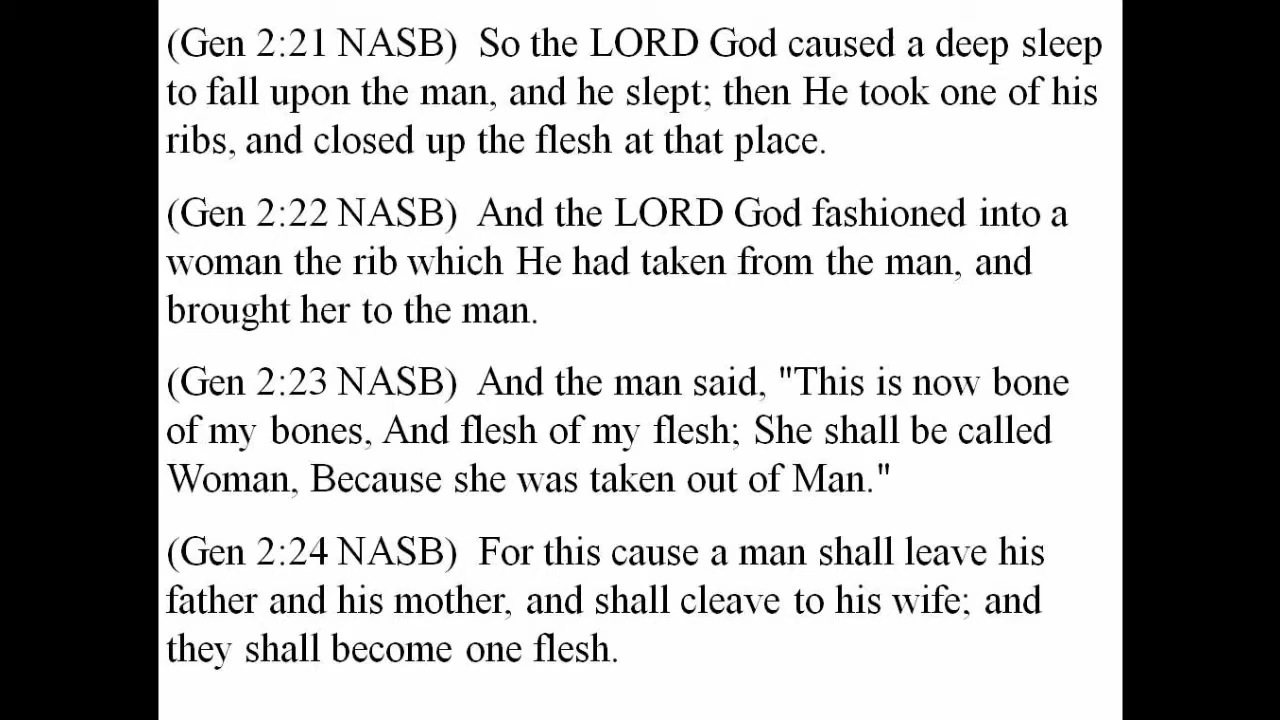 (Gen 2:21 NASB)  So the LORD God caused a deep sleep
to fall upon the man, and he slept; then He took one of his
ribs, and closed up the flesh at that place.
(Gen 2:22 NASB)  And the LORD God fashioned into a
woman the rib which He had taken from the man, and
brought her to the man.
(Gen 2:23 NASB)  And the man said, "This is now bone
of my bones, And flesh of my flesh; She shall be called
Woman, Because she was taken out of Man."
(Gen 2:24 NASB)  For this cause a man shall leave his
father and his mother, and shall cleave to his wife; and
they shall become one flesh.